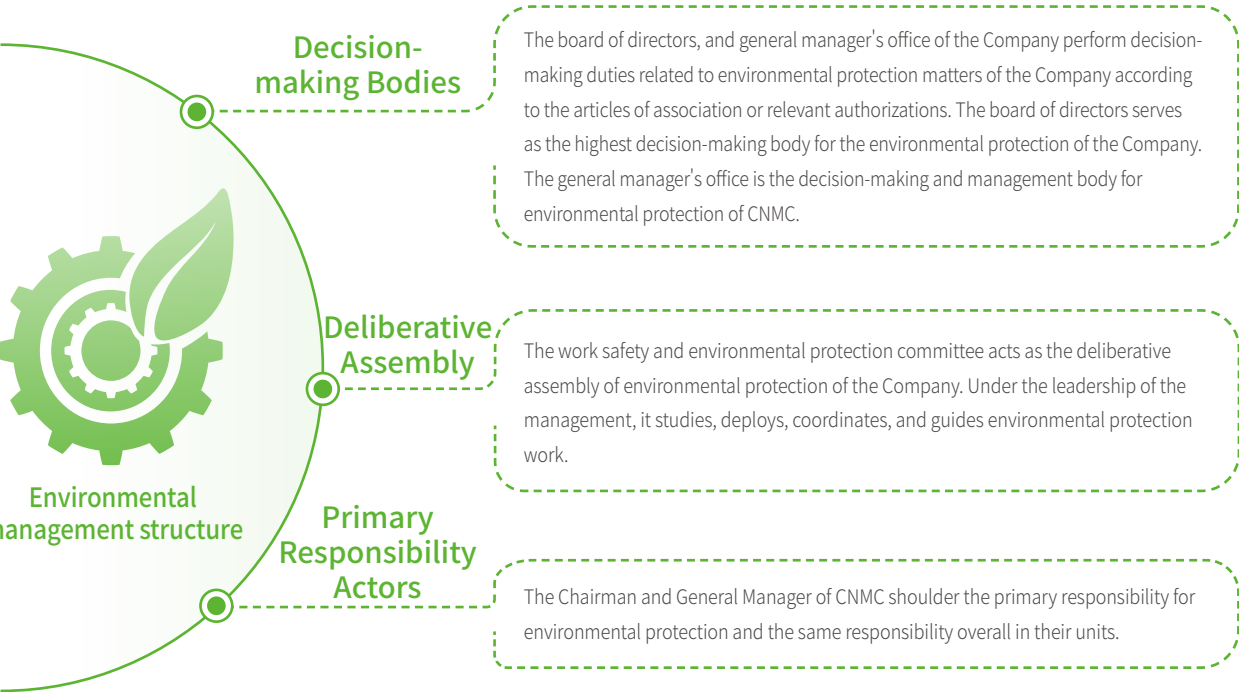 Decision-
making Bodies
The board of directors, and general manager's office of the Company perform decision-
making duties related to environmental protection matters of the Company according
to the articles of association or relevant authorizations. The board of directors serves
as the highest decision-making body for the environmental protection of the Company.
The general manager's office is the decision-making and management body for
environmental protection of CNMC.
Deliberative
Assembly
The work safety and environmental protection committee acts as the deliberative
assembly of environmental protection of the Company. Under the leadership of the
management, it studies, deploys, coordinates, and guides environmental protection
work.
Environmental
management structure
Primary
Responsibility
Actors
The Chairman and General Manager of CNMC shoulder the primary responsibility for
environmental protection and the same responsibility overall in their units.